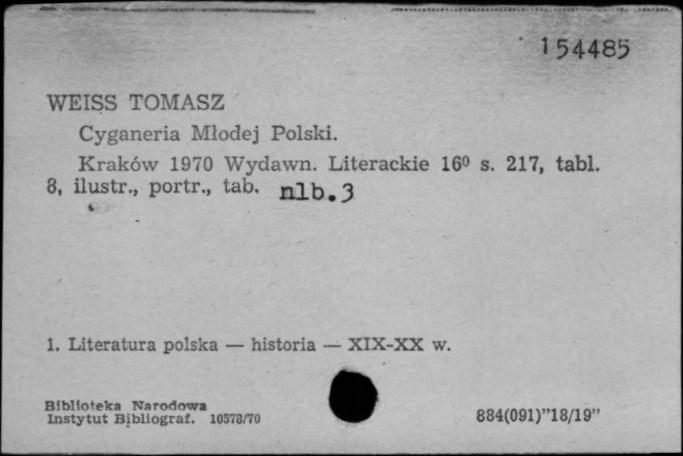 154485
WEISS TOMASZ
Cyganeria Młodej Polski.
Kraków 1970 Wydawn. Literackie 16⁰ s. 217, tabl.
8, ilustr., portr., tab. nlb.3
1. Literatura polska — historia — XIX-XX w.
Biblioteka Narodowa
Instytut Bibliograf. 10578/70
884(091)”18/19”